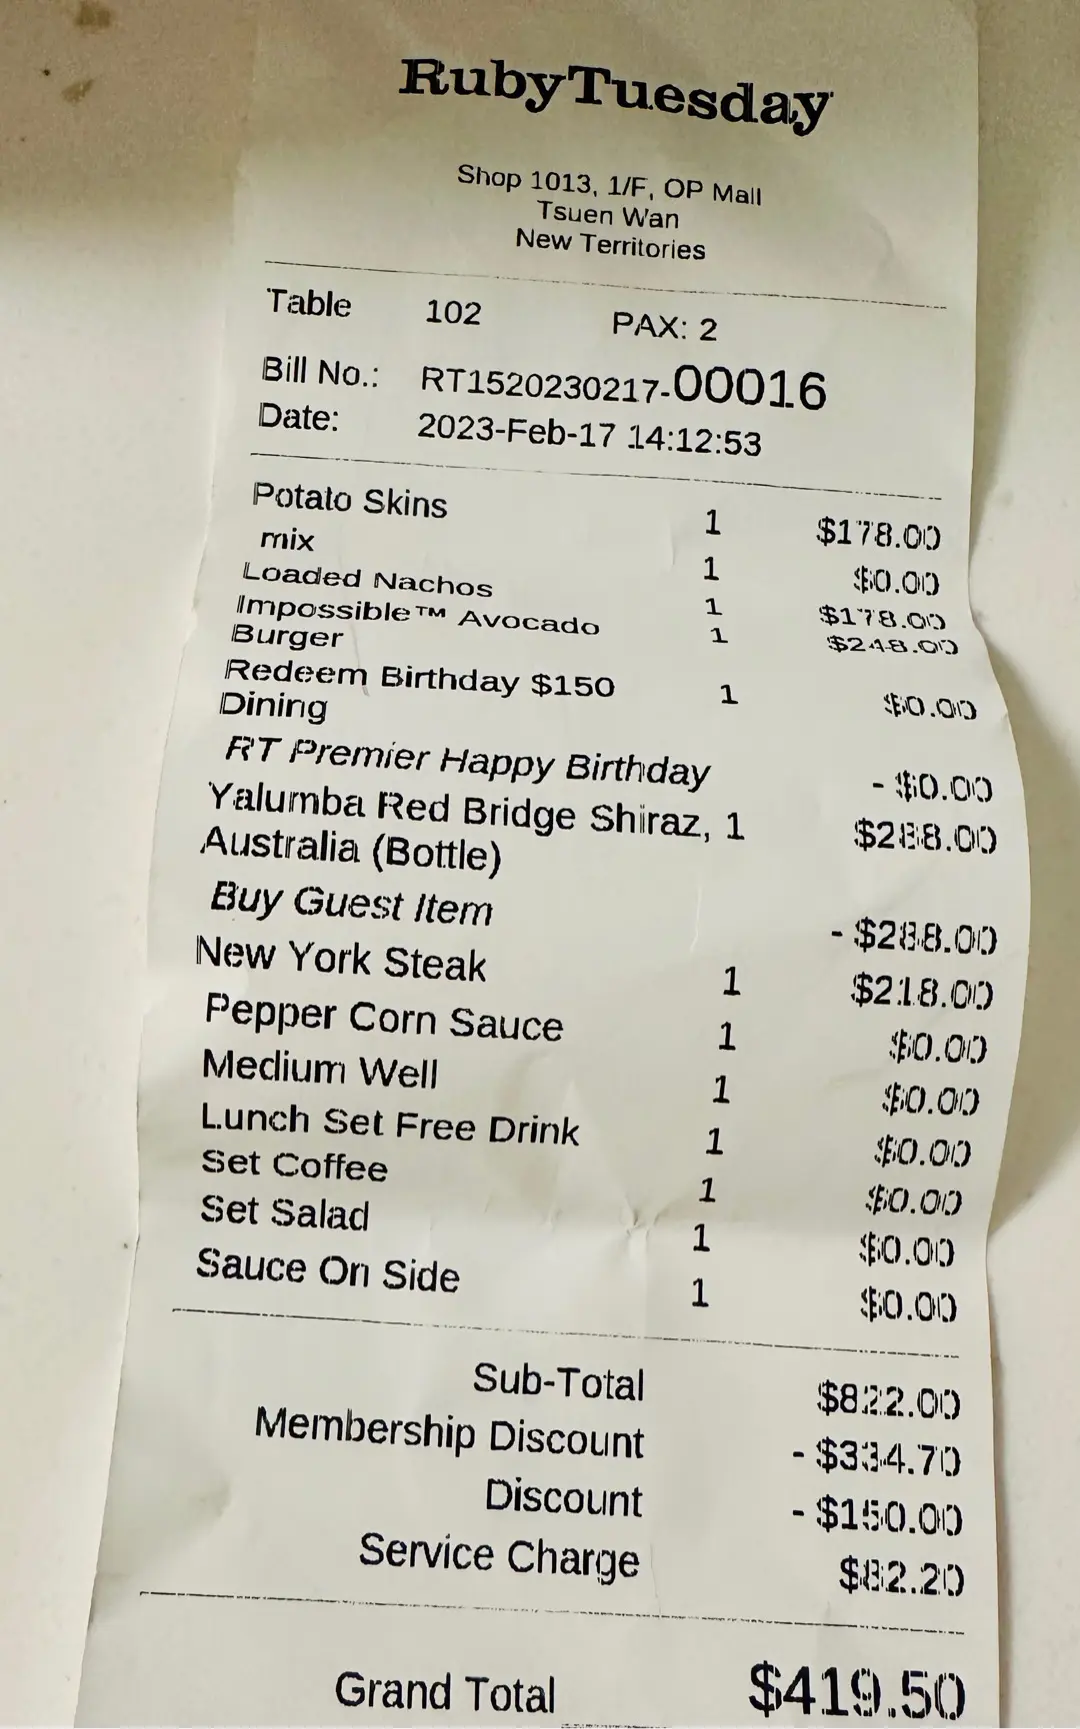 Ruby Tuesday
Shop 1013, 1/F, OP Mall
Tsuen Wan
New Territories
Table 102 PAX: 2
Bill No.: RT1520230217-00016
Date: 2023-Feb-17 14:12:53
Potato Skins 1 $178.00
mix 1 $0.00
Loaded Nachos 1 $178.00
Impossible™ Avocado 1 $248.00
Burger
Redeem Birthday $150 1 $0.00
Dining
RT Premier Happy Birthday - $0.00
Yalumba Red Bridge Shiraz, 1 $288.00
Australia (Bottle)
Buy Guest Item - $288.00
New York Steak 1 $218.00
Pepper Corn Sauce 1 $0.00
Medium Well 1 $0.00
Lunch Set Free Drink 1 $0.00
Set Coffee 1 $0.00
Set Salad 1 $0.00
Sauce On Side 1 $0.00
Sub-Total $822.00
Membership Discount - $334.70
Discount - $150.00
Service Charge $82.20
Grand Total $419.50